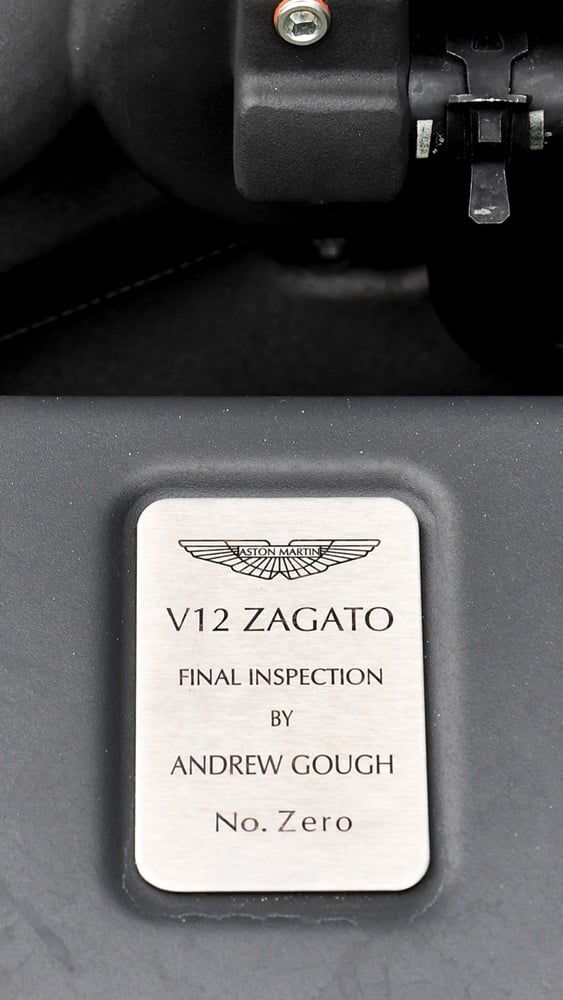 ASTON MARTIN
V12 ZAGATO
FINAL INSPECTION
BY
ANDREW GOUGH
No. Zero